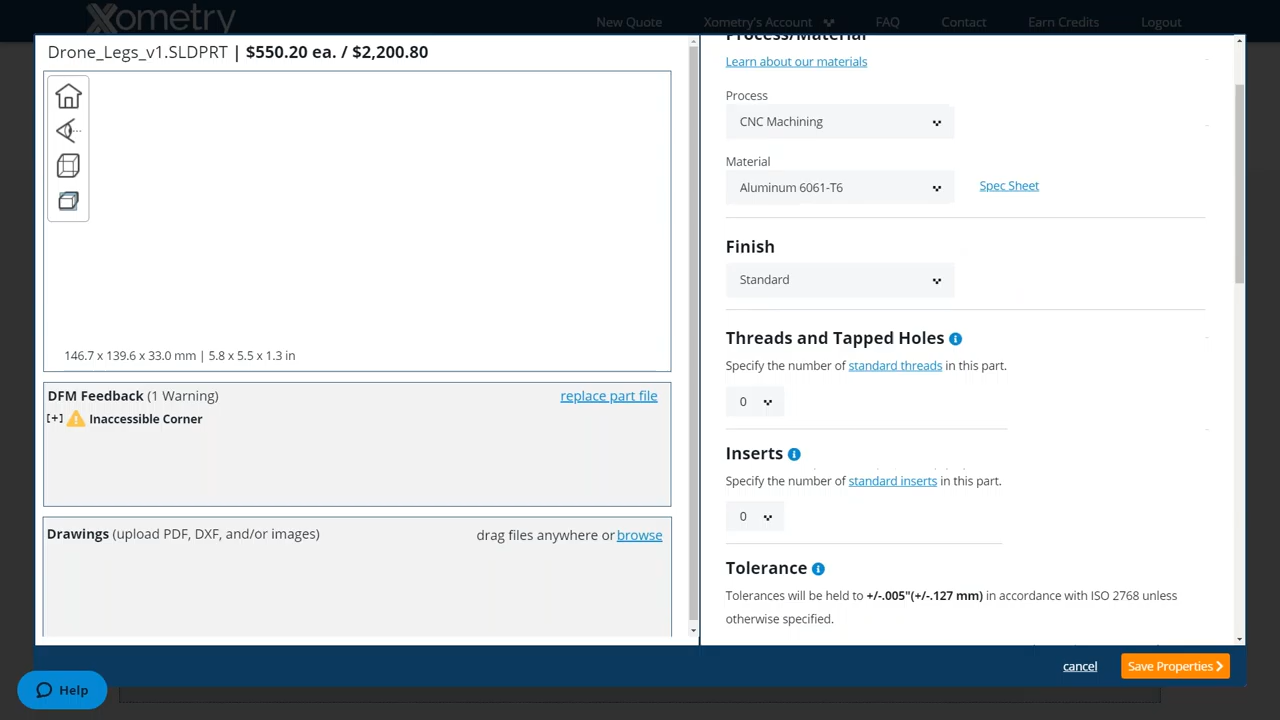 Xometry
New Quote
Xometry's Account
FAQ
Contact
Earn Credits
Logout
Drone_Legs_v1.SLDPRT | $550.20 ea. / $2,200.80
146.7 x 139.6 x 33.0 mm | 5.8 x 5.5 x 1.3 in
DFM Feedback (1 Warning)
replace part file
[+] Inaccessible Corner
Drawings (upload PDF, DXF, and/or images)
drag files anywhere or browse
Process/Material
Learn about our materials
Process
CNC Machining
Material
Aluminum 6061-T6
Spec Sheet
Finish
Standard
Threads and Tapped Holes
Specify the number of standard threads in this part.
0
Inserts
Specify the number of standard inserts in this part.
0
Tolerance
Tolerances will be held to +/-.005"(+/-.127 mm) in accordance with ISO 2768 unless
otherwise specified.
cancel
Save Properties
Help